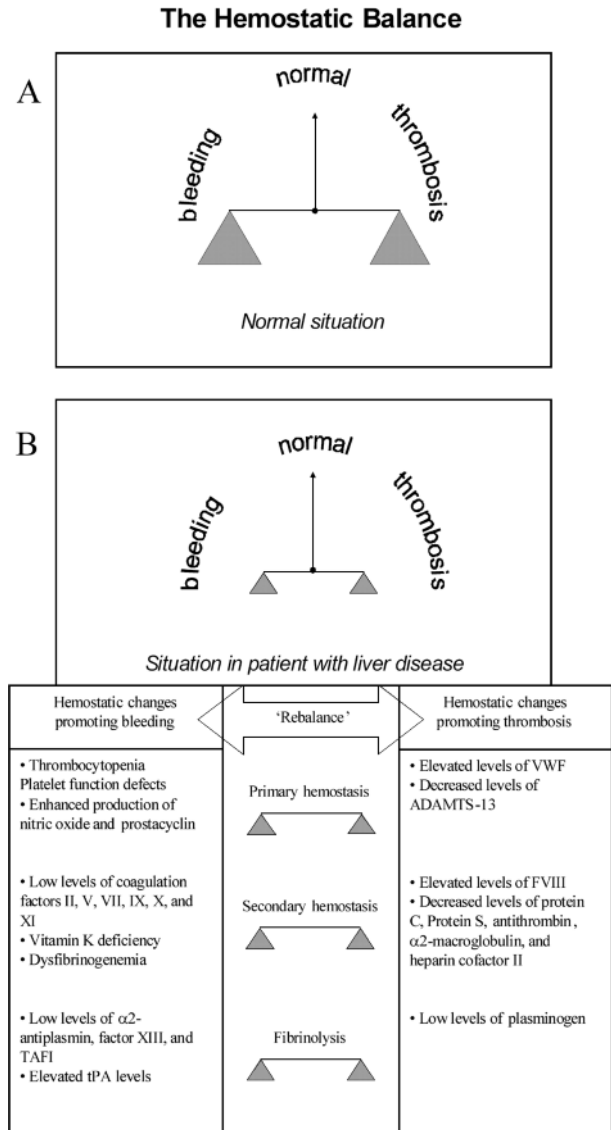 The Hemostatic Balance
A
normal
bleeding
thrombosis
Normal situation
B
normal
bleeding
thrombosis
Situation in patient with liver disease
Hemostatic changes
promoting bleeding
'Rebalance'
Hemostatic changes
promoting thrombosis
• Thrombocytopenia
Platelet function defects
• Enhanced production of
nitric oxide and prostacyclin
Primary hemostasis
• Elevated levels of VWF
• Decreased levels of
ADAMTS-13
• Low levels of coagulation
factors II, V, VII, IX, X, and
XI
• Vitamin K deficiency
• Dysfibrinogenemia
Secondary hemostasis
• Elevated levels of FVIII
• Decreased levels of protein
C, Protein S, antithrombin,
α2-macroglobulin, and
heparin cofactor II
• Low levels of α2-
antiplasmin, factor XIII, and
TAFI
• Elevated tPA levels
Fibrinolysis
• Low levels of plasminogen